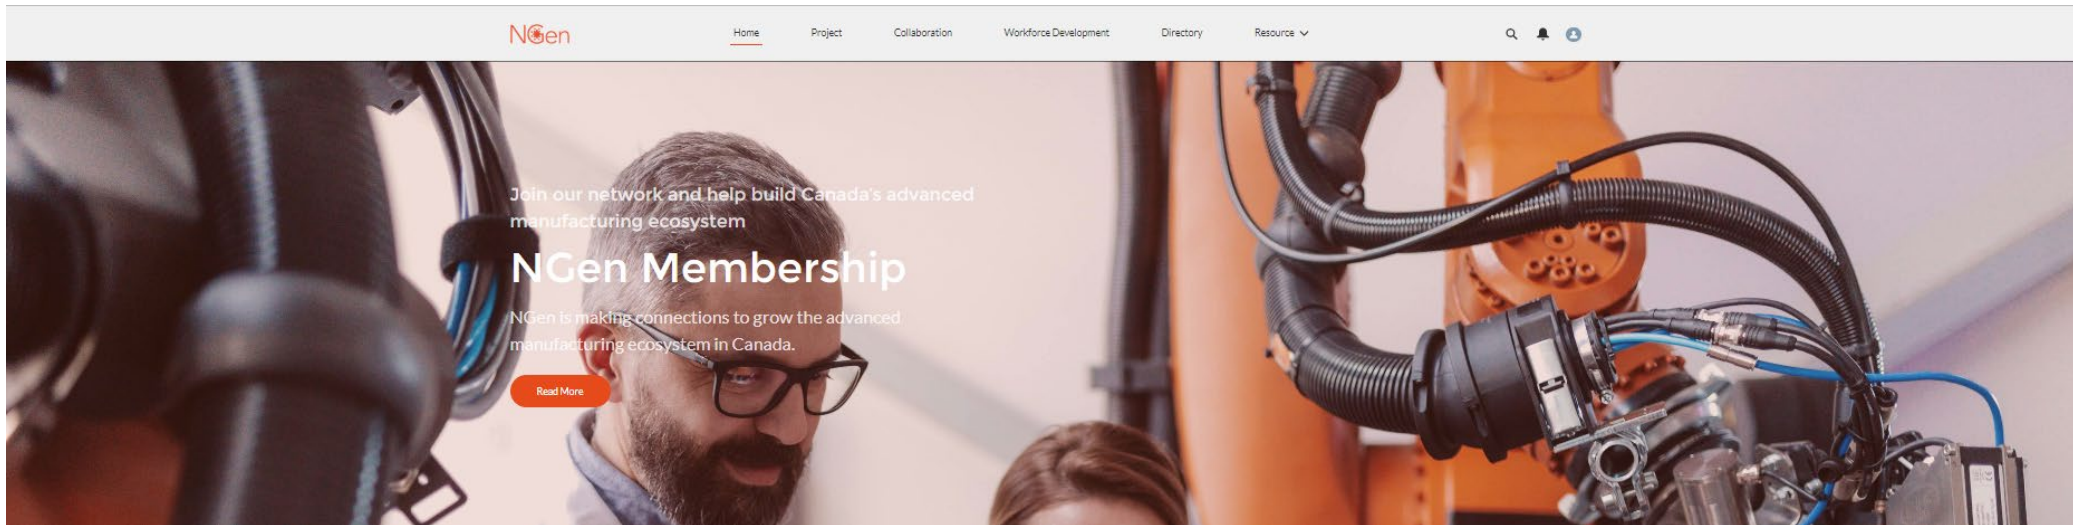 NGen
Home Project Collaboration Workforce Development Directory Resource
Join our network and help build Canada's advanced
manufacturing ecosystem
NGen Membership
NGen is making connections to grow the advanced
manufacturing ecosystem in Canada.
Read More